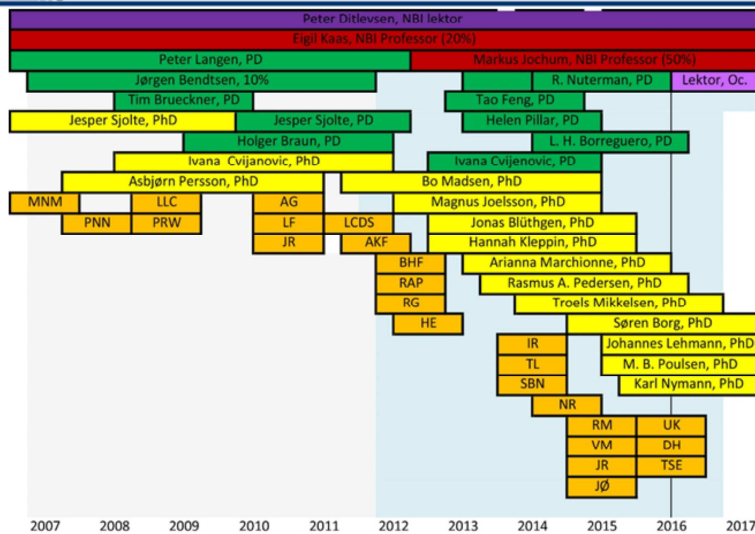 Peter Ditlevsen, NBI lektor
Eigil Kaas, NBI Professor (20%)
Peter Langen, PD Markus Jochum, NBI Professor (50%)
Jørgen Bendtsen, 10% R. Nuterman, PD Lektor, Oc.
Tim Brueckner, PD Tao Feng, PD
Jesper Sjolte, PhD Jesper Sjolte, PD Helen Pillar, PD
Holger Braun, PD L. H. Borreguero, PD
Ivana Cvijanovic, PhD Ivana Cvijenovic, PD
Asbjørn Persson, PhD Bo Madsen, PhD
MNM LLC AG Magnus Joelsson, PhD
PNN PRW LF LCDS Jonas Blüthgen, PhD
JR AKF Hannah Kleppin, PhD
BHF Arianna Marchionne, PhD
RAP Rasmus A. Pedersen, PhD
RG Troels Mikkelsen, PhD
HE Søren Borg, PhD
IR Johannes Lehmann, PhD
TL M. B. Poulsen, PhD
SBN Karl Nymann, PhD
NR
RM UK
VM DH
JR TSE
JØ
2007 2008 2009 2010 2011 2012 2013 2014 2015 2016 2017